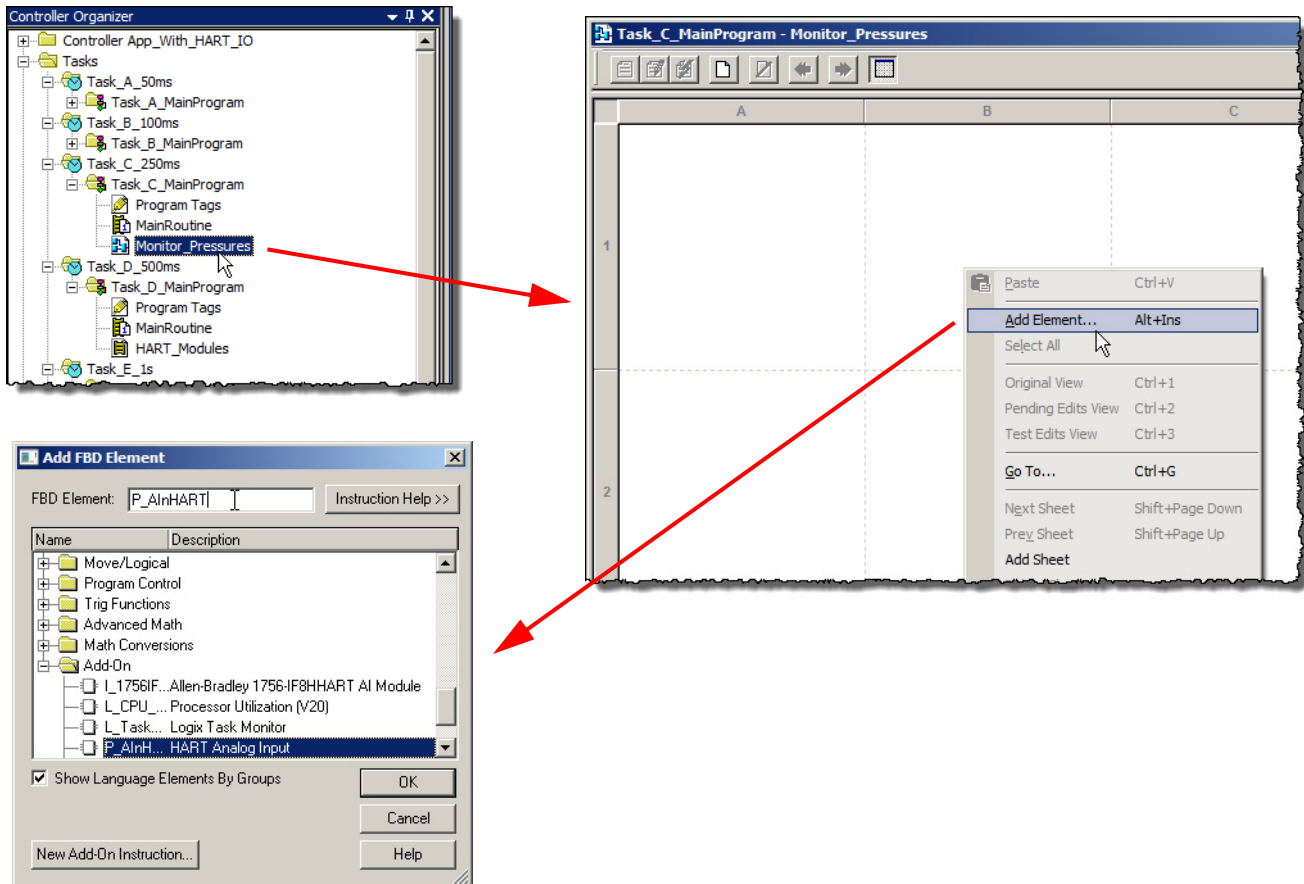 Controller Organizer
Controller App_With_HART_IO
Tasks
Task_A_50ms
Task_A_MainProgram
Task_B_100ms
Task_B_MainProgram
Task_C_250ms
Task_C_MainProgram
Program Tags
MainRoutine
Monitor_Pressures
Task_D_500ms
Task_D_MainProgram
Program Tags
MainRoutine
HART_Modules
Task_E_1s
Task_C_MainProgram - Monitor_Pressures
A B C
1
Paste Ctrl+V
Add Element... Alt+Ins
Select All
Original View Ctrl+1
Pending Edits View Ctrl+2
Test Edits View Ctrl+3
Go To... Ctrl+G
2
Next Sheet Shift+Page Down
Prev Sheet Shift+Page Up
Add Sheet
Add FBD Element
FBD Element: P_AInHART Instruction Help >>
Name Description
Move/Logical
Program Control
Trig Functions
Advanced Math
Math Conversions
Add-On
I_1756IF...Allen-Bradley 1756-IF8HHART AI Module
L_CPU_... Processor Utilization (V20)
L_Task... Logix Task Monitor
P_AInH... HART Analog Input
Show Language Elements By Groups
OK
Cancel
New Add-On Instruction...
Help